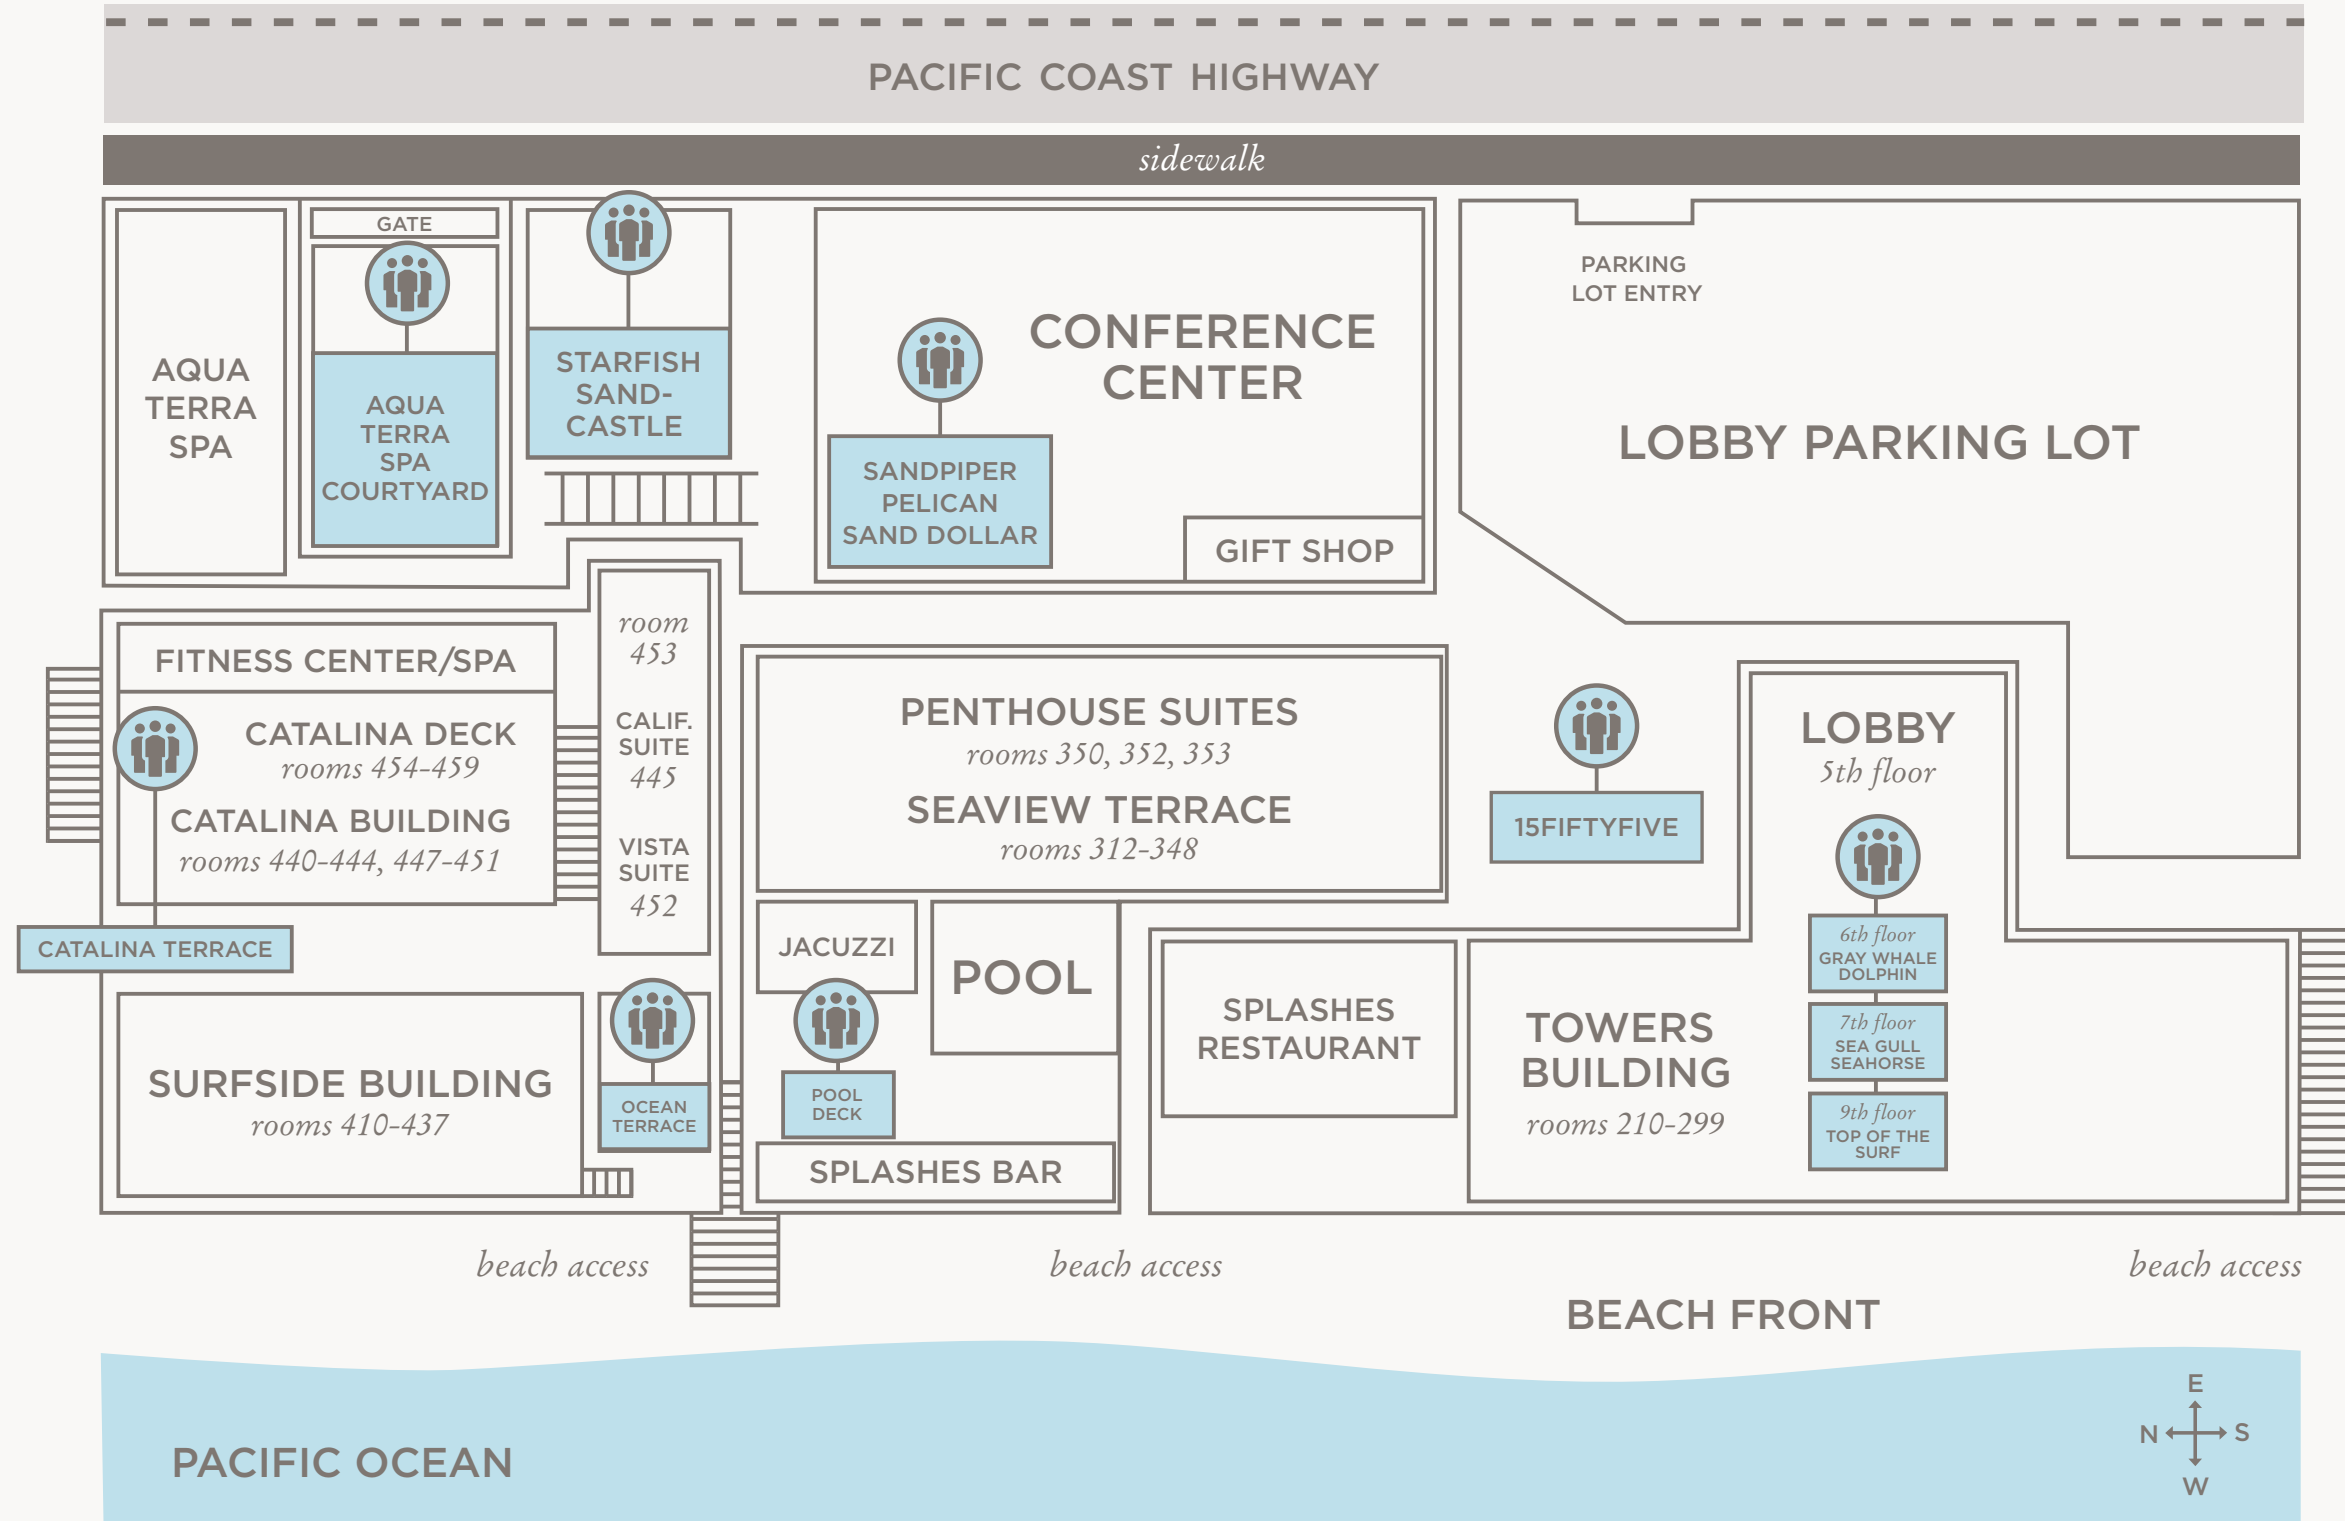 PACIFIC COAST HIGHWAY
sidewalk
GATE
AQUA
TERRA
SPA
AQUA
TERRA
SPA
COURTYARD
STARFISH
SAND-
CASTLE
CONFERENCE
CENTER
SANDPIPER
PELICAN
SAND DOLLAR
GIFT SHOP
PARKING
LOT ENTRY
LOBBY PARKING LOT
FITNESS CENTER/SPA
CATALINA DECK
rooms 454-459
CATALINA BUILDING
rooms 440-444, 447-451
CATALINA TERRACE
room
453
CALIF.
SUITE
445
VISTA
SUITE
452
PENTHOUSE SUITES
rooms 350, 352, 353
SEAVIEW TERRACE
rooms 312-348
15FIFTYFIVE
LOBBY
5th floor
6th floor
GRAY WHALE
DOLPHIN
7th floor
SEA GULL
SEAHORSE
9th floor
TOP OF THE
SURF
SURFSIDE BUILDING
rooms 410-437
OCEAN
TERRACE
JACUZZI
POOL
POOL
DECK
SPLASHES BAR
SPLASHES
RESTAURANT
TOWERS
BUILDING
rooms 210-299
beach access
beach access
beach access
BEACH FRONT
PACIFIC OCEAN
E
N
S
W